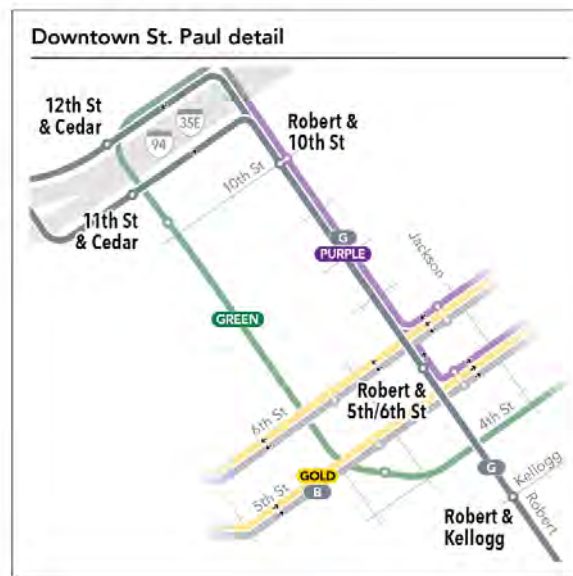 Downtown St. Paul detail
12th St
& Cedar
35E
94
Robert &
10th St
10th St
11th St
& Cedar
G
PURPLE
Jackson
GREEN
Robert &
5th/6th St
6th St
4th St
GOLD
B
5th St
G
Kellogg
Robert
Robert &
Kellogg